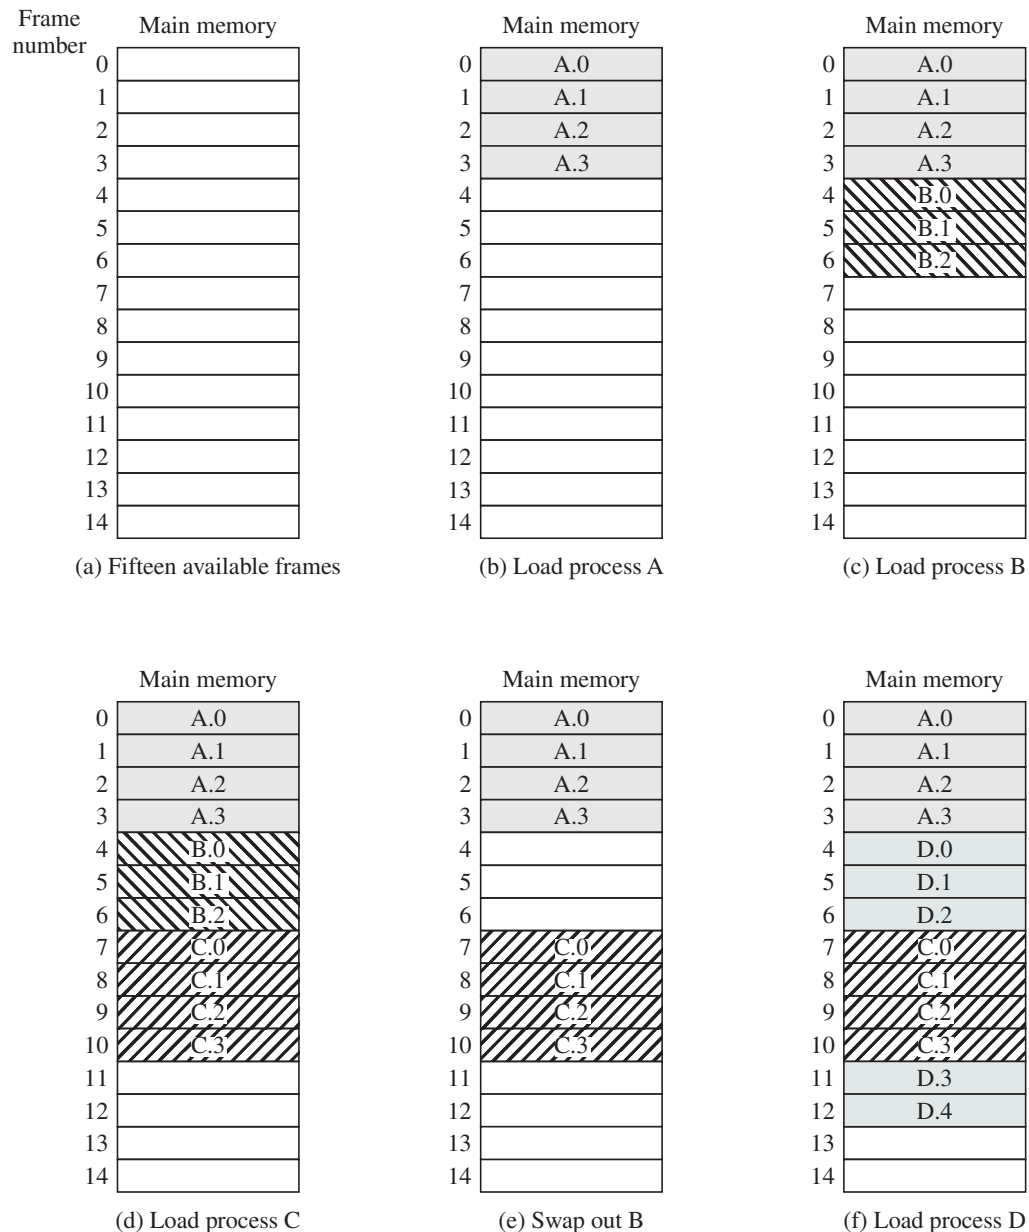 Frame
number
Main memory
0
1
2
3
4
5
6
7
8
9
10
11
12
13
14
(a) Fifteen available frames
Main memory
0 A.0
1 A.1
2 A.2
3 A.3
4
5
6
7
8
9
10
11
12
13
14
(b) Load process A
Main memory
0 A.0
1 A.1
2 A.2
3 A.3
4 B.0
5 B.1
6 B.2
7
8
9
10
11
12
13
14
(c) Load process B
Main memory
0 A.0
1 A.1
2 A.2
3 A.3
4 B.0
5 B.1
6 B.2
7 C.0
8 C.1
9 C.2
10 C.3
11
12
13
14
(d) Load process C
Main memory
0 A.0
1 A.1
2 A.2
3 A.3
4
5
6
7 C.0
8 C.1
9 C.2
10 C.3
11
12
13
14
(e) Swap out B
Main memory
0 A.0
1 A.1
2 A.2
3 A.3
4 D.0
5 D.1
6 D.2
7 C.0
8 C.1
9 C.2
10 C.3
11 D.3
12 D.4
13
14
(f) Load process D